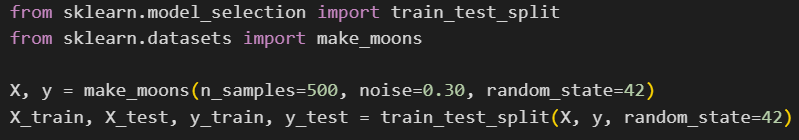 from sklearn.model_selection import train_test_split
from sklearn.datasets import make_moons
X, y = make_moons(n_samples=500, noise=0.30, random_state=42)
X_train, X_test, y_train, y_test = train_test_split(X, y, random_state=42)